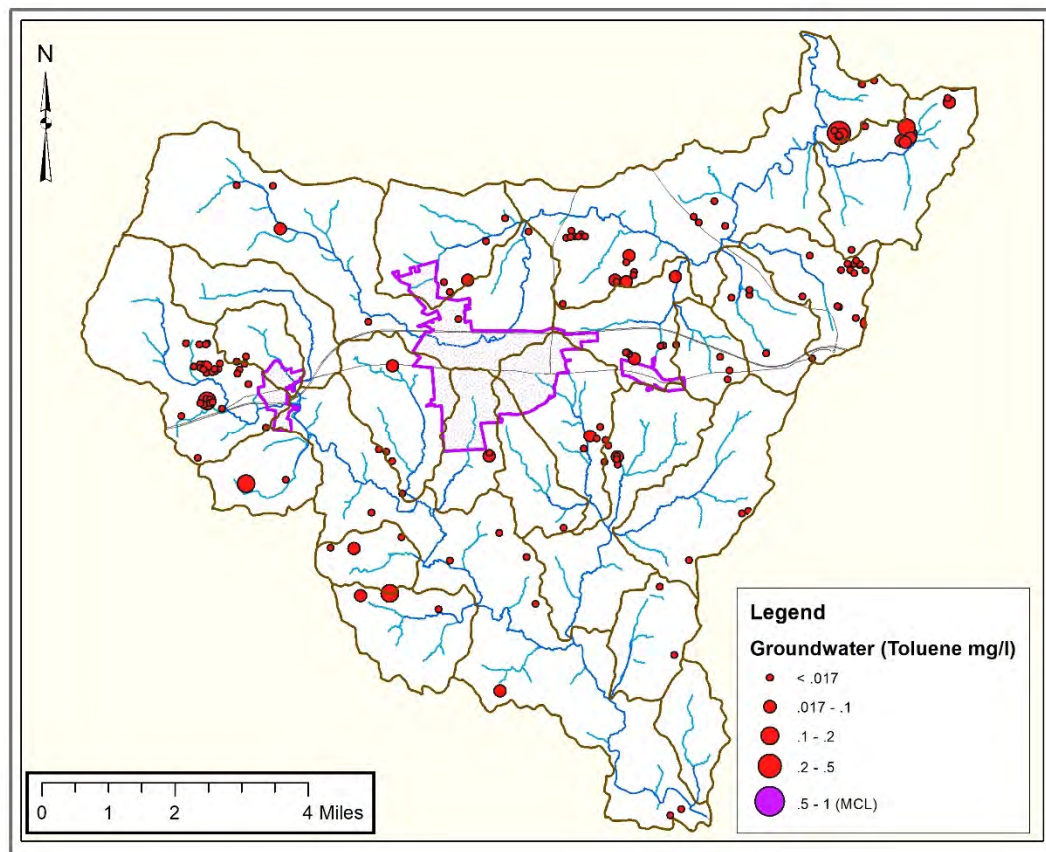 N
Legend
Groundwater (Toluene mg/l)
< .017
.017 - .1
.1 - .2
.2 - .5
.5 - 1 (MCL)
0 1 2 4 Miles